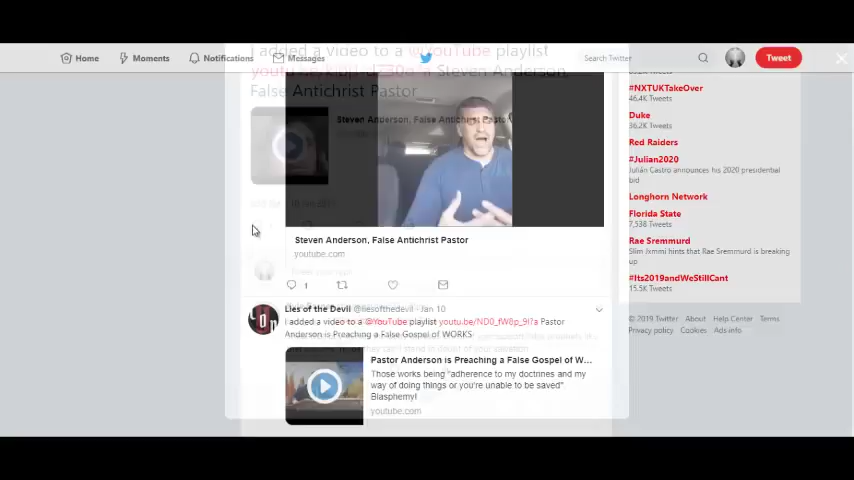 I added a video to a @YouTube playlist
Steven Anderson,
False Antichrist Pastor
Home
Moments
Notifications
Messages
Search Twitter
Tweet
#NXTUKTakeOver
46.4K Tweets
Duke
36.2K Tweets
Red Raiders
#Julian2020
Julián Castro announces his 2020 presidential
bid
Longhorn Network
Florida State
7,538 Tweets
Rae Sremmurd
Slim Jxmmi hints that Rae Sremmurd is breaking
up
#Its2019andWeStillCant
15.5K Tweets
© 2019 Twitter About Help Center Terms
Privacy policy Cookies Ads info
Steven Anderson, False Antichrist Pastor
Steven Anderson, False Antichrist Pastor
youtube.com
1
Lies of the Devil @liesofthedevil · Jan 10
I added a video to a @YouTube playlist youtu.be/ND0_fW8p_9I?a Pastor
Anderson is Preaching a False Gospel of WORKS
Pastor Anderson is Preaching a False Gospel of W...
Those works being "adherence to my doctrines and my
way of doing things or you're unable to be saved"
Blasphemy!
youtube.com